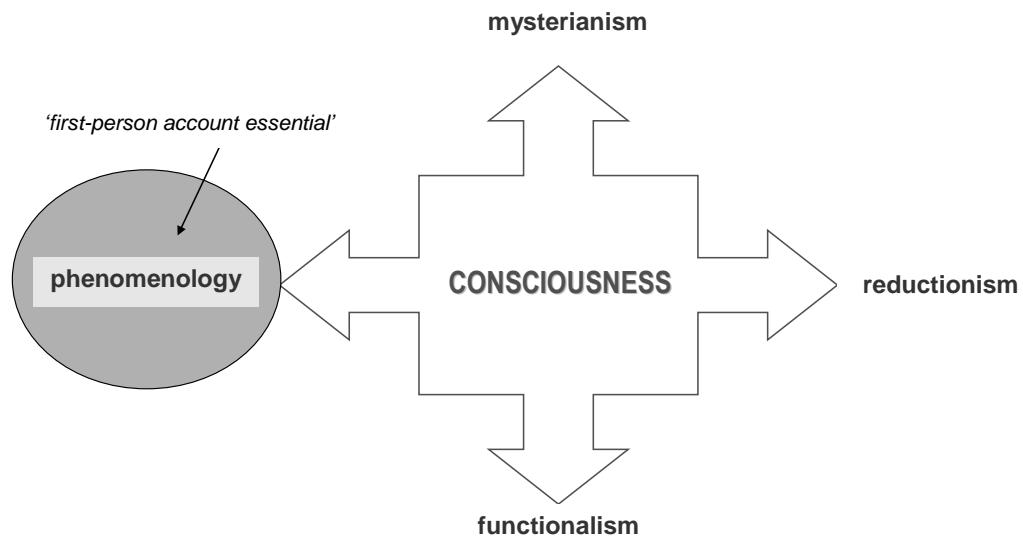 mysterianism
‘first-person account essential’
phenomenology
CONSCIOUSNESS
reductionism
functionalism